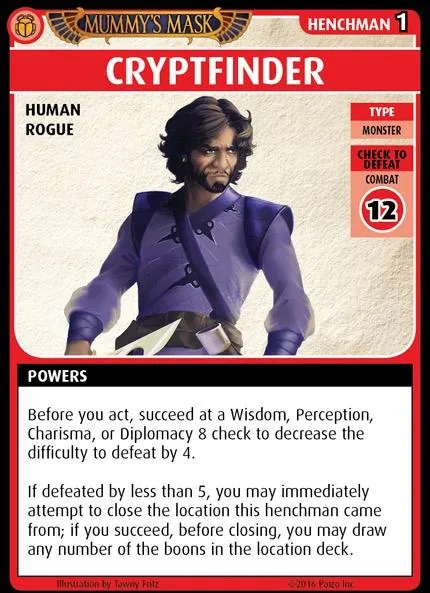 MUMMY'S MASK
HENCHMAN 1
CRYPTFINDER
HUMAN
ROGUE
TYPE
MONSTER
CHECK TO
DEFEAT
COMBAT
12
POWERS
Before you act, succeed at a Wisdom, Perception,
Charisma, or Diplomacy 8 check to decrease the
difficulty to defeat by 4.
If defeated by less than 5, you may immediately
attempt to close the location this henchman came
from; if you succeed, before closing, you may draw
any number of the boons in the location deck.
Illustration by Tawny Fritz
©2016 Paizo Inc.